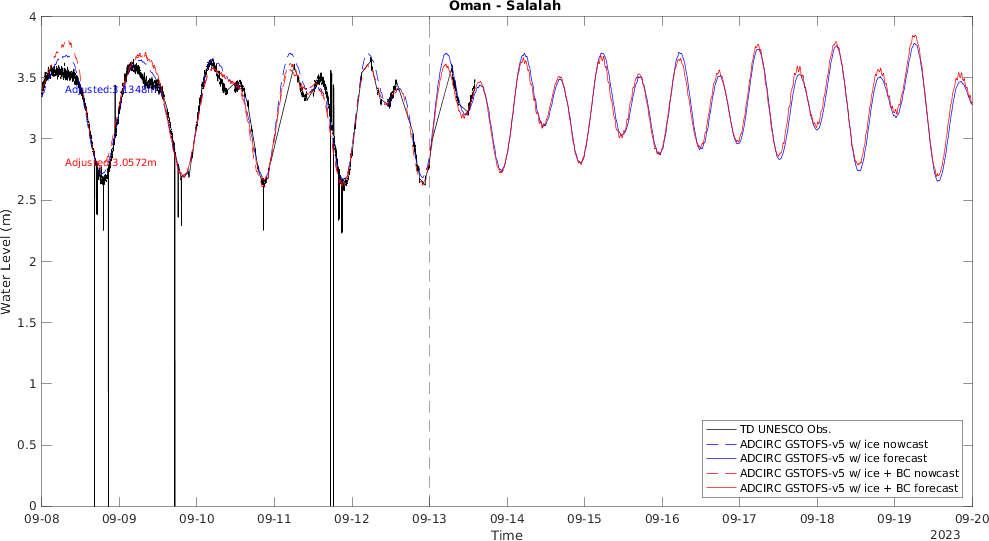 Oman - Salalah
4
3.5
3
2.5
2
1.5
1
0.5
0
Water Level (m)
Adjusted:3.1348m
Adjusted:3.0572m
TD UNESCO Obs.
ADCIRC GSTOFS-v5 w/ ice nowcast
ADCIRC GSTOFS-v5 w/ ice forecast
ADCIRC GSTOFS-v5 w/ ice + BC nowcast
ADCIRC GSTOFS-v5 w/ ice + BC forecast
09-08 09-09 09-10 09-11 09-12 09-13 09-14 09-15 09-16 09-17 09-18 09-19 09-20
Time
2023